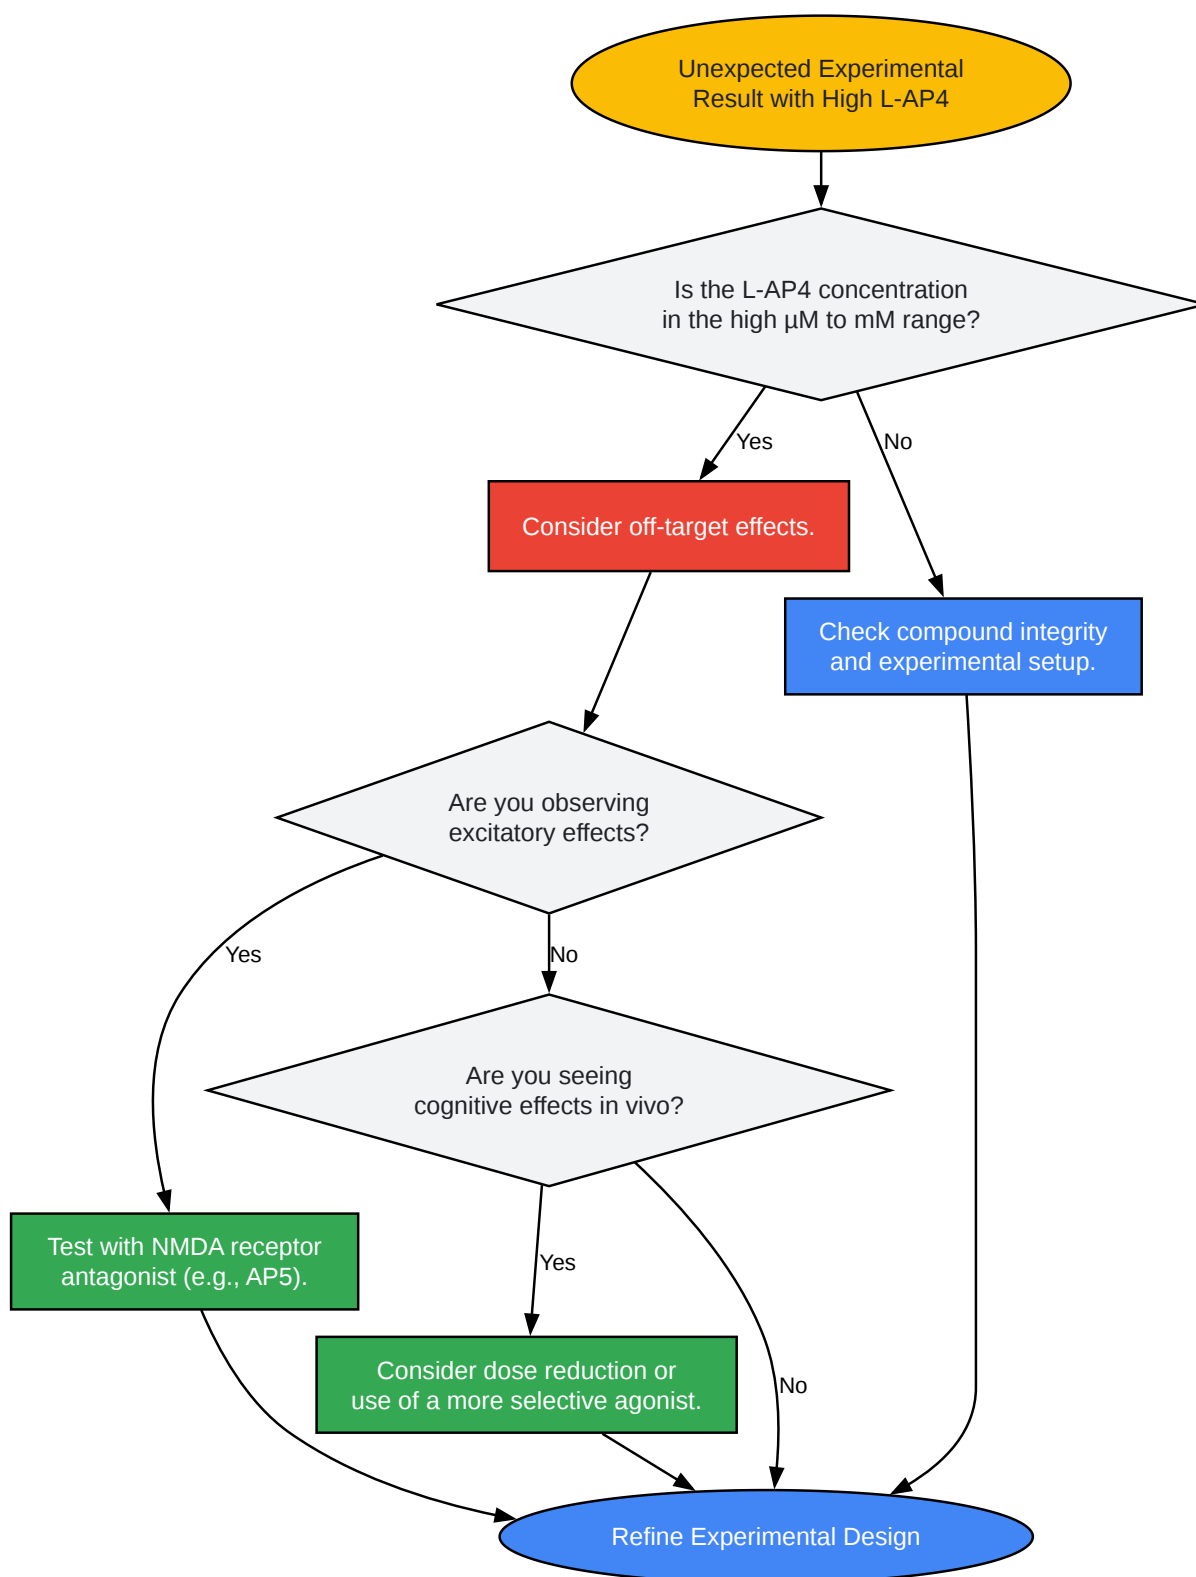 Unexpected Experimental
Result with High L-AP4
Is the L-AP4 concentration
in the high µM to mM range?
Yes
No
Consider off-target effects.
Check compound integrity
and experimental setup.
Are you observing
excitatory effects?
Yes
No
Are you seeing
cognitive effects in vivo?
Test with NMDA receptor
antagonist (e.g., AP5).
Yes
Consider dose reduction or
use of a more selective agonist.
No
Refine Experimental Design